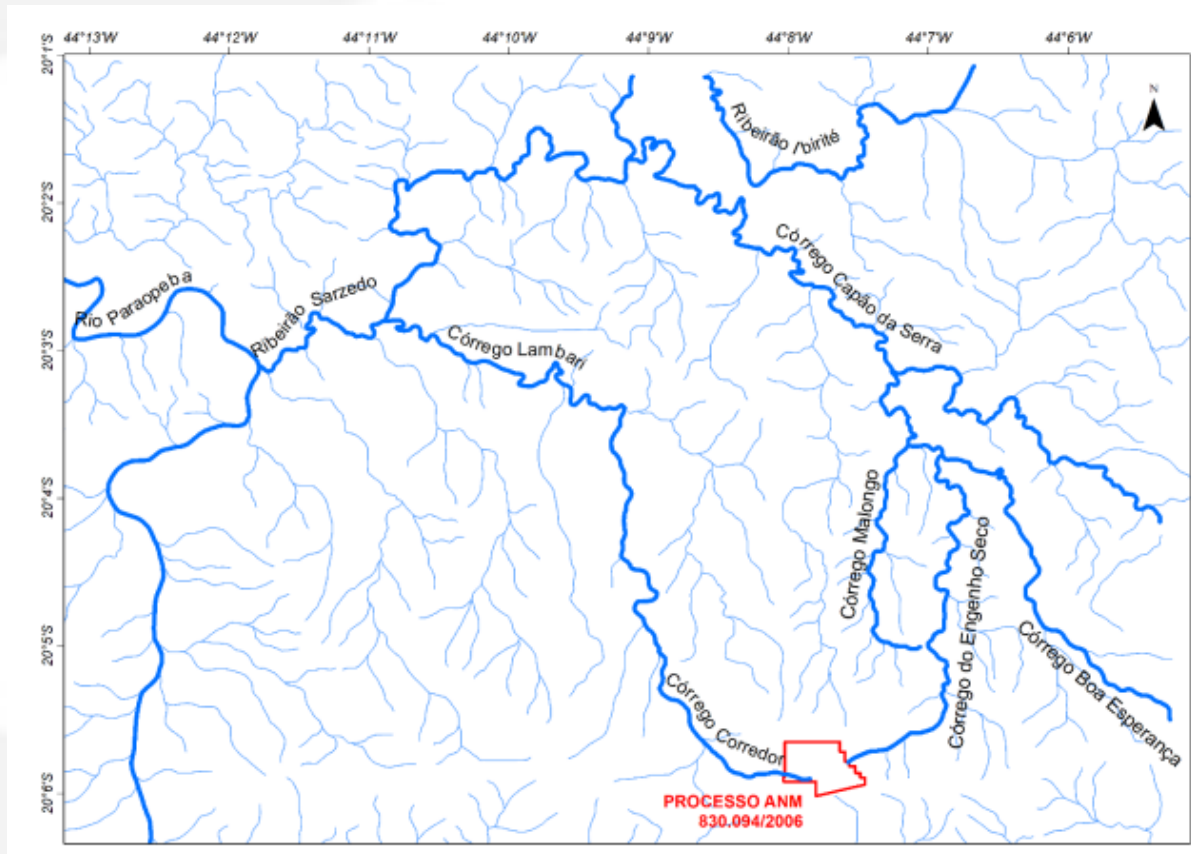 44°13'W 44°12'W 44°11'W 44°10'W 44°9'W 44°8'W 44°7'W 44°6'W
20°1'S
N
Ribeirão Ibirité
20°2'S
Córrego Capão da Serra
Rio Paraopeba
Ribeirão Sarzedo
20°3'S
Córrego Lambari
20°4'S
Córrego Malongo
Córrego do Engenho Seco
20°5'S
Córrego Boa Esperança
Córrego Corredor
20°6'S
PROCESSO ANM
830.094/2006